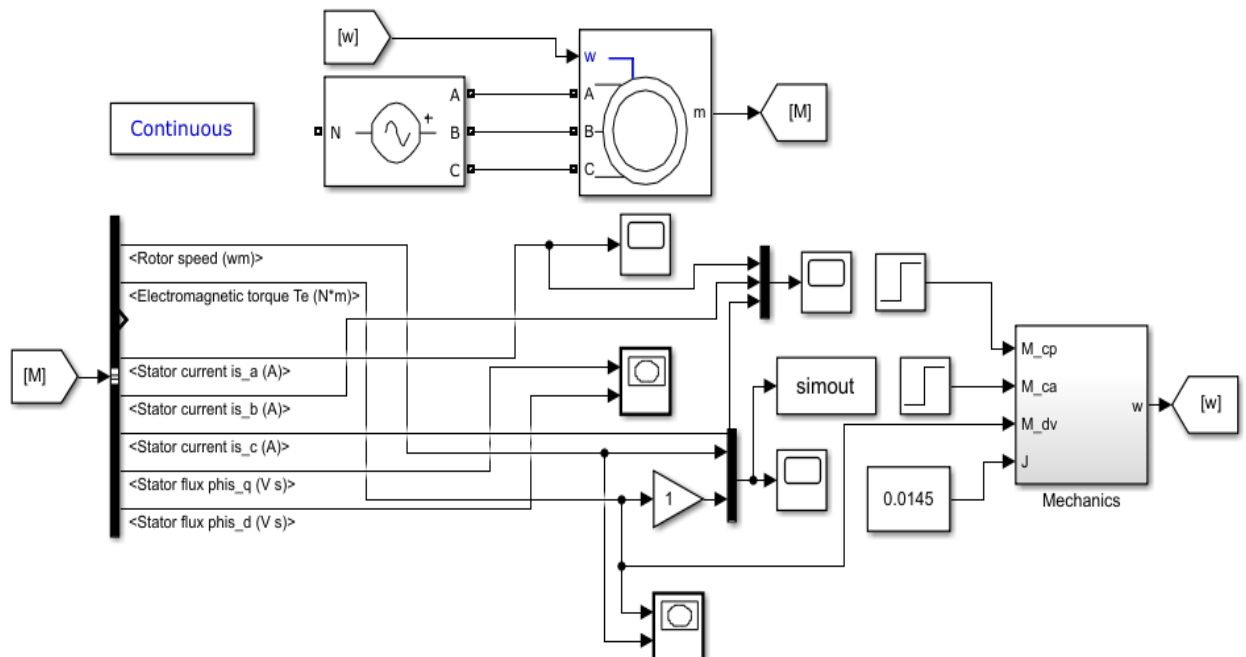 [w]
w
A
A
m
[M]
Continuous
N
B
B
C
C
<Rotor speed (wm)>
<Electromagnetic torque Te (N*m)>
M_cp
[M]
<Stator current is_a (A)>
simout
M_ca
<Stator current is_b (A)>
w
[w]
M_dv
<Stator current is_c (A)>
J
<Stator flux phis_q (V s)>
1
0.0145
Mechanics
<Stator flux phis_d (V s)>